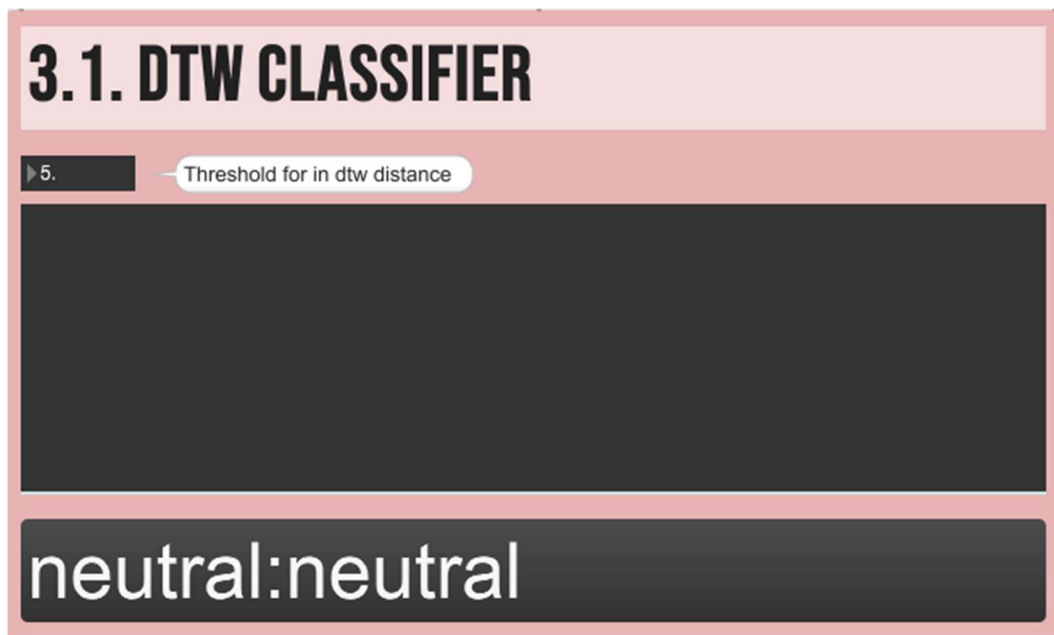 3.1. DTW CLASSIFIER
5.
Threshold for in dtw distance
neutral:neutral